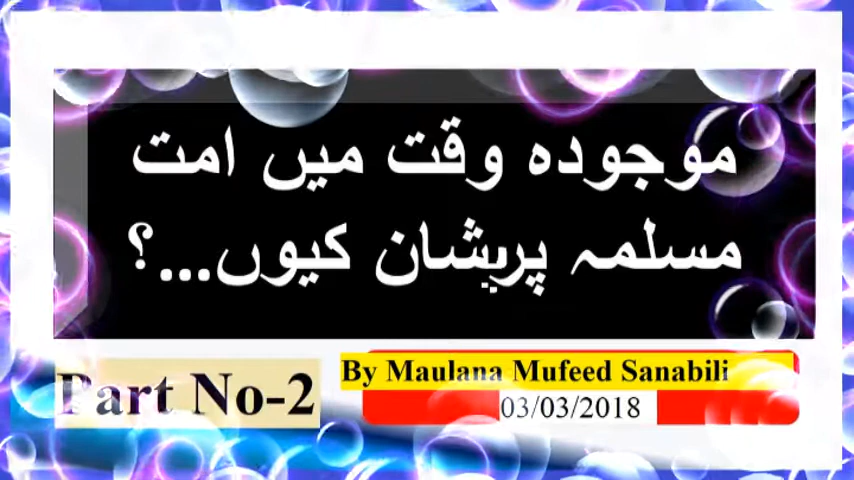 موجودہ وقت میں امت
مسلمہ پریشان کیوں...؟
Part No-2
By Maulana Mufeed Sanabili
03/03/2018